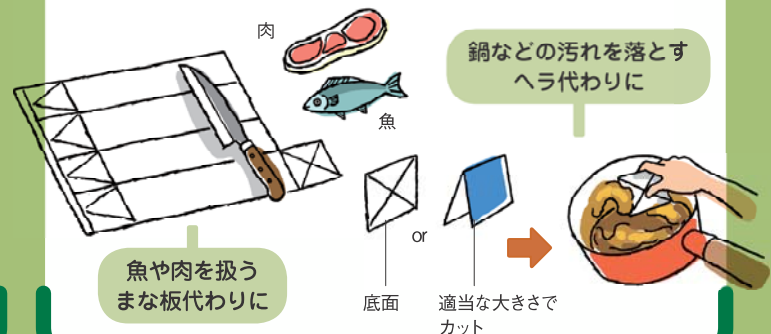 肉
魚
鍋などの汚れを落とす
ヘラ代わりに
魚や肉を扱う
まな板代わりに
or
底面
適当な大きさで
カット